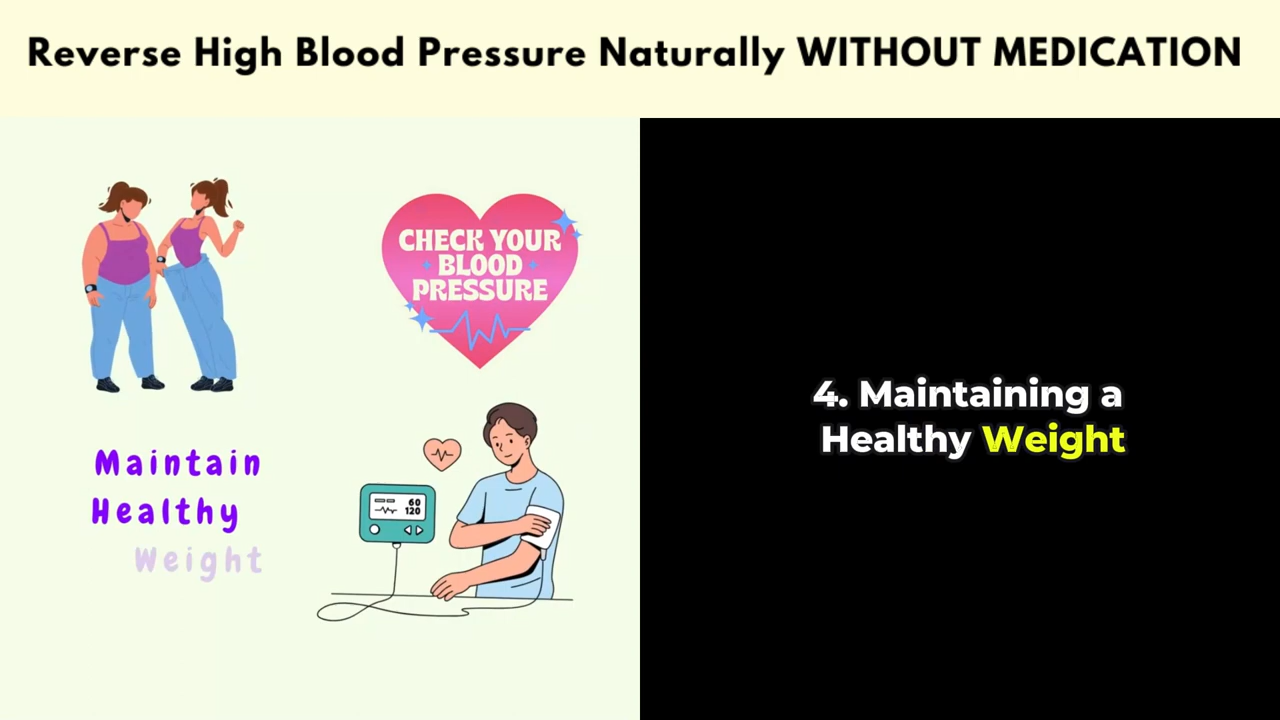 Reverse High Blood Pressure Naturally WITHOUT MEDICATION
CHECK YOUR
BLOOD
PRESSURE
60
120
Maintain
Healthy
Weight
4. Maintaining a
Healthy Weight